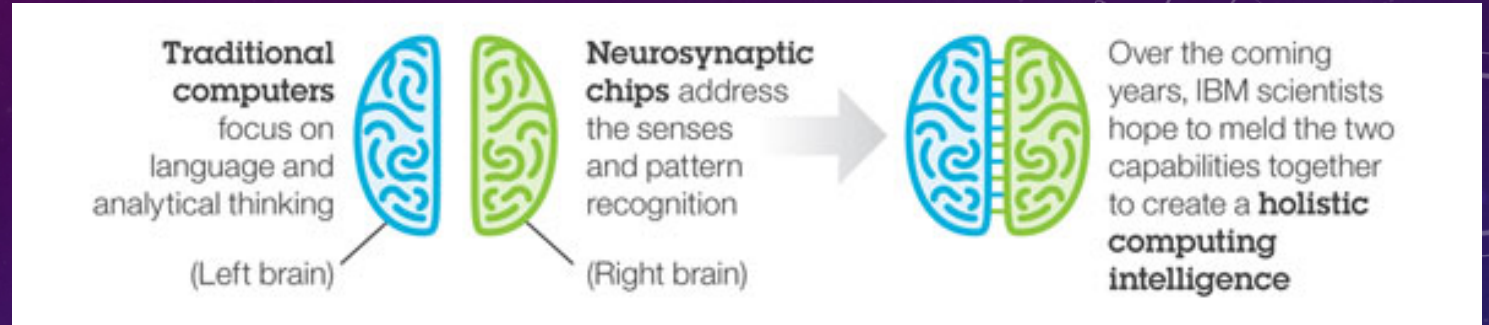 Traditional
computers
focus on
language and
analytical thinking
(Left brain)
Neurosynaptic
chips address
the senses
and pattern
recognition
(Right brain)
Over the coming
years, IBM scientists
hope to meld the two
capabilities together
to create a holistic
computing
intelligence